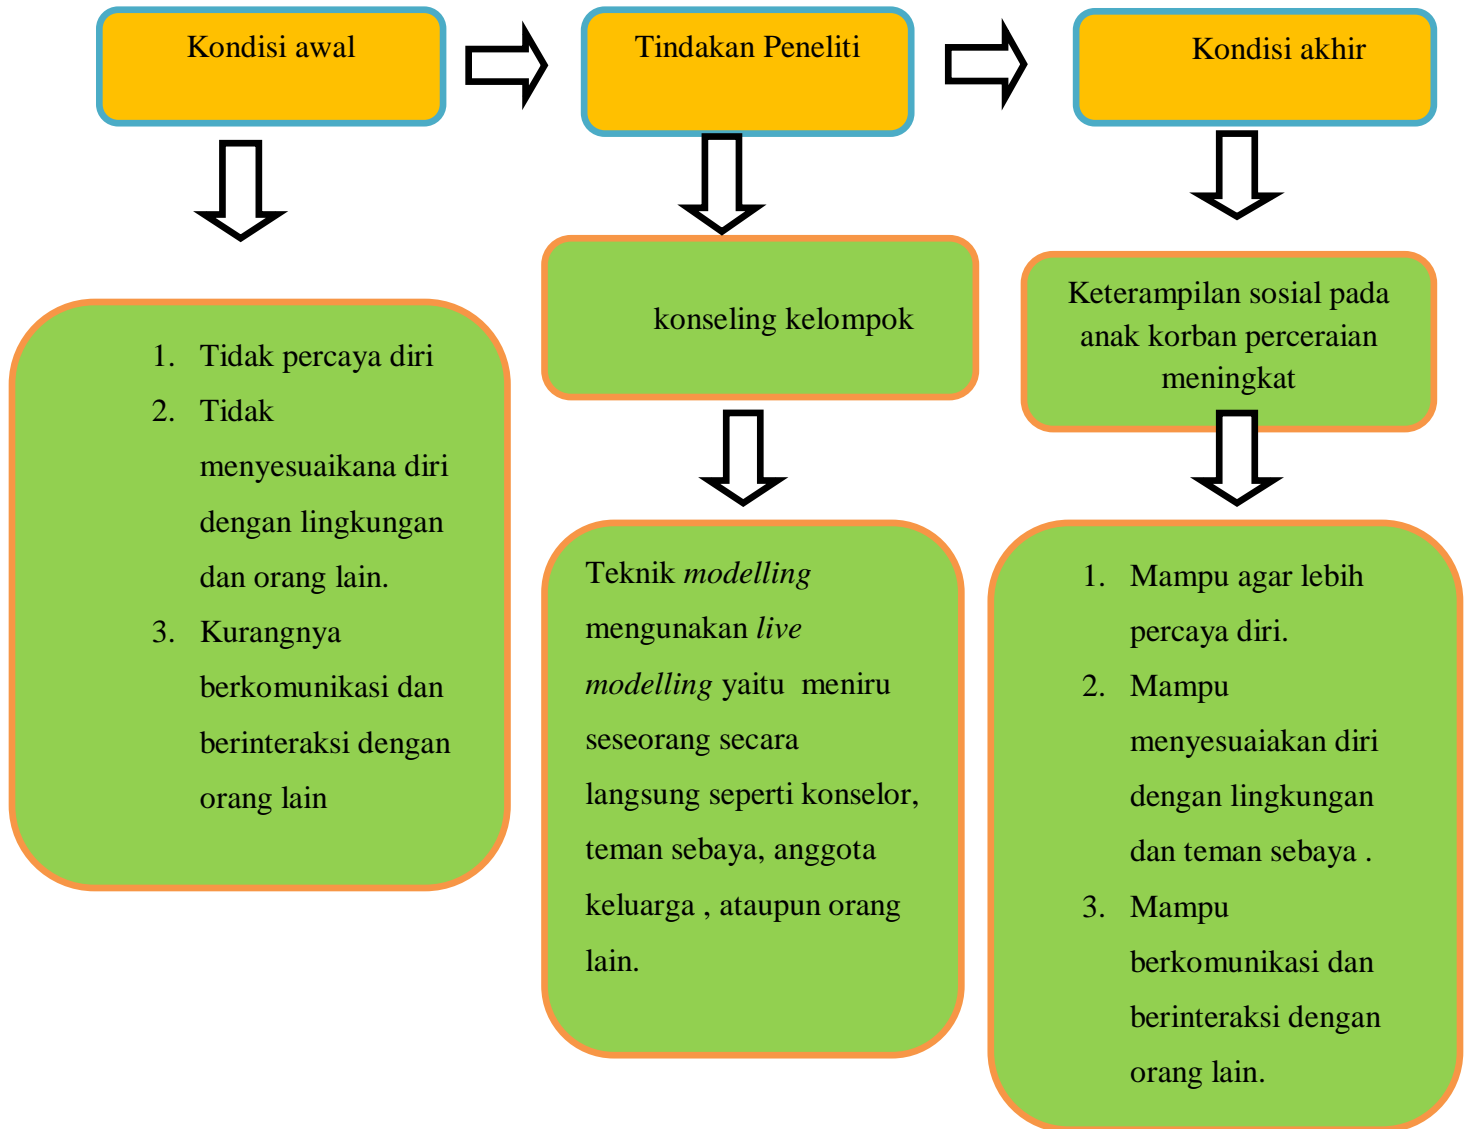 Kondisi awal
Tindakan Peneliti
Kondisi akhir
1. Tidak percaya diri
2. Tidak
menyesuaikana diri
dengan lingkungan
dan orang lain.
3. Kurangnya
berkomunikasi dan
berinteraksi dengan
orang lain
konseling kelompok
Teknik modelling
mengunakan live
modelling yaitu meniru
seseorang secara
langsung seperti konselor,
teman sebaya, anggota
keluarga , ataupun orang
lain.
Keterampilan sosial pada
anak korban perceraian
meningkat
1. Mampu agar lebih
percaya diri.
2. Mampu
menyesuaiakan diri
dengan lingkungan
dan teman sebaya .
3. Mampu
berkomunikasi dan
berinteraksi dengan
orang lain.